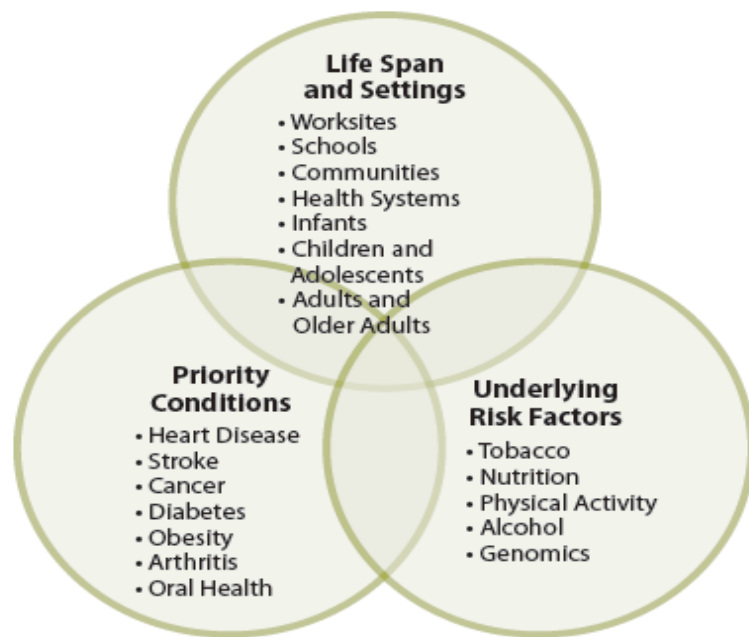 Life Span
and Settings
• Worksites
• Schools
• Communities
• Health Systems
• Infants
• Children and
Adolescents
• Adults and
Older Adults
Priority
Conditions
• Heart Disease
• Stroke
• Cancer
• Diabetes
• Obesity
• Arthritis
• Oral Health
Underlying
Risk Factors
• Tobacco
• Nutrition
• Physical Activity
• Alcohol
• Genomics